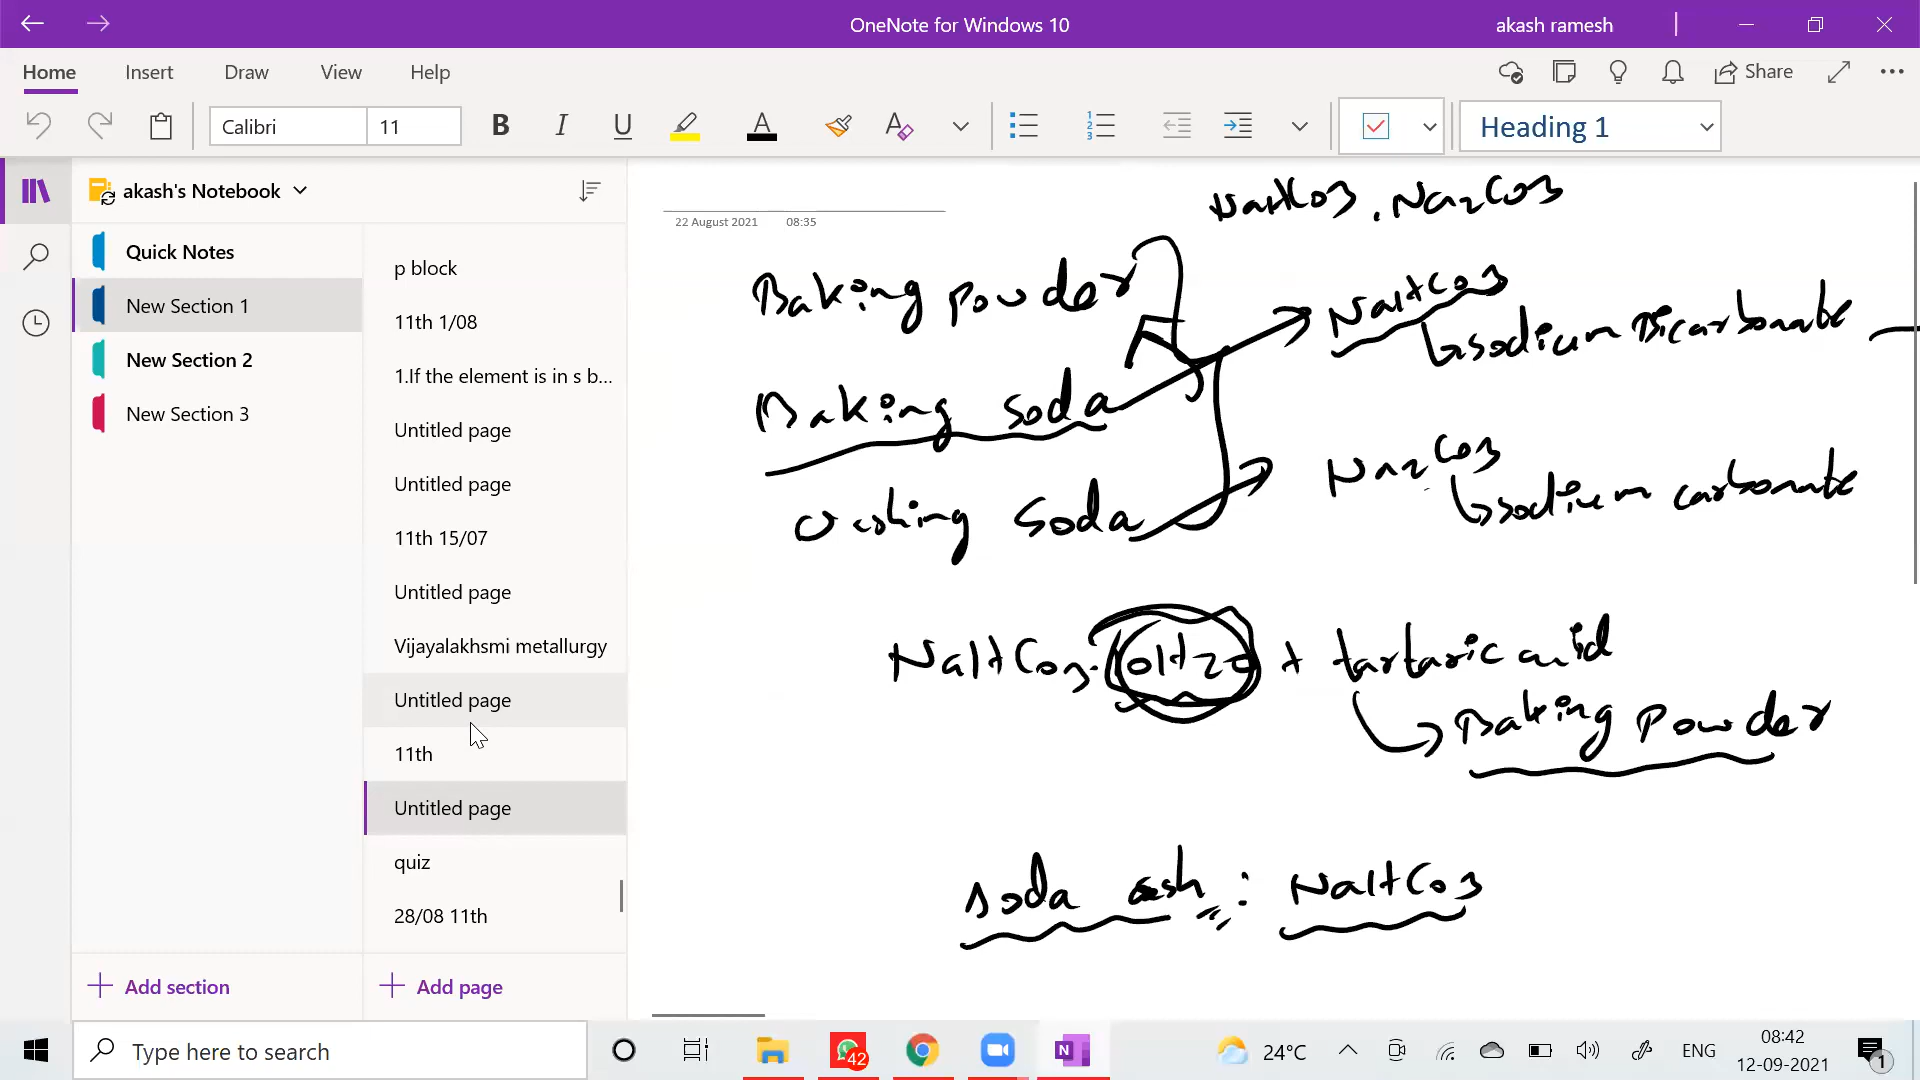 OneNote for Windows 10
akash ramesh
Home Insert Draw View Help
Share
Calibri 11 B I U A Heading 1
akash's Notebook
Quick Notes
New Section 1
New Section 2
New Section 3
Add section
p block
11th 1/08
1.If the element is in s b...
Untitled page
Untitled page
11th 15/07
Untitled page
Vijayalakhsmi metallurgy
Untitled page
11th
Untitled page
quiz
28/08 11th
Add page
22 August 2021 08:35
NaHCO3 . Na2CO3
Baking powder
NaHCO3
sodium Bicarbonate
Baking soda
Na2CO3
sodium carbonate
washing soda
NaHCO3. 10H2O + tartaric acid
Baking Powder
soda ash : NaHCO3
Type here to search
42
N
24°C
ENG
08:42
12-09-2021
1